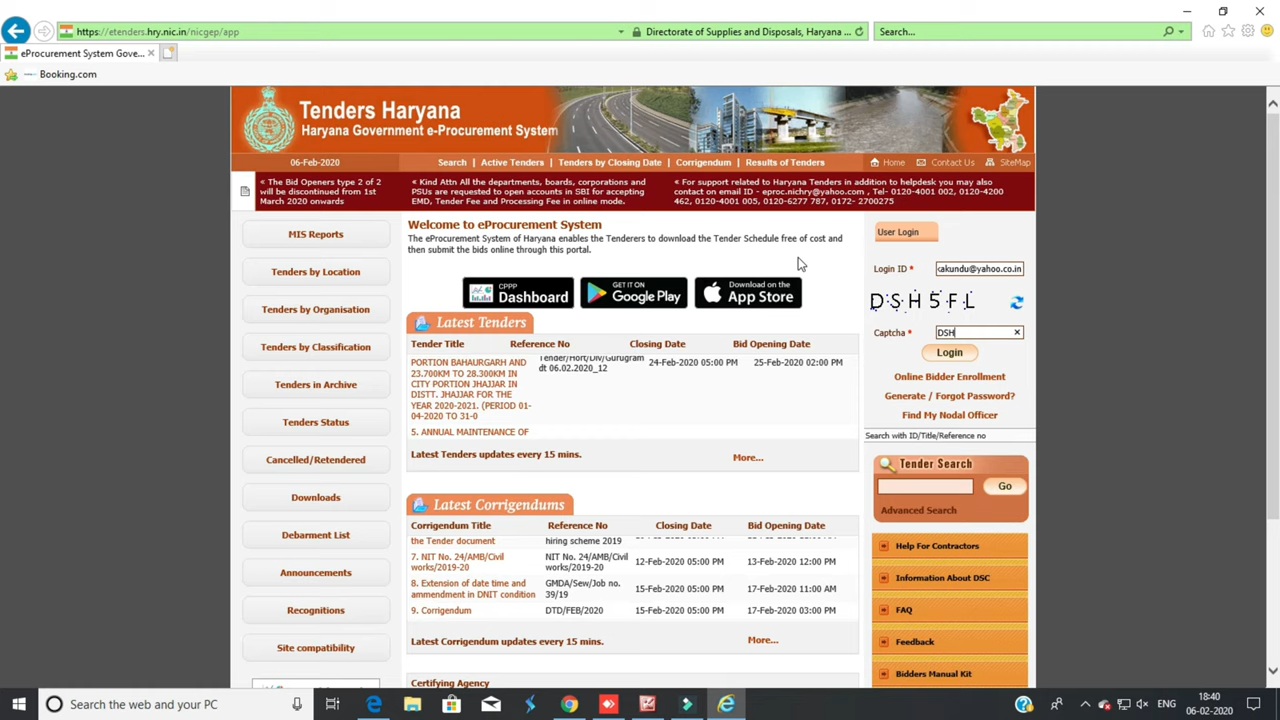 https://etenders.hry.nic.in/nicgep/app
Directorate of Supplies and Disposals, Haryana ...
Search...
eProcurement System Gove...
Booking.com
Tenders Haryana
Haryana Government e-Procurement System
06-Feb-2020
Search | Active Tenders | Tenders by Closing Date | Corrigendum | Results of Tenders
Home Contact Us SiteMap
« The Bid Openers type 2 of 2
will be discontinued from 1st
March 2020 onwards
« Kind Attn All the departments, boards, corporations and
PSUs are requested to open accounts in SBI for accepting
EMD, Tender Fee and Processing Fee in online mode.
« For support related to Haryana Tenders in addition to helpdesk you may also
contact on email ID - eproc.nichry@yahoo.com , Tel- 0120-4001 002, 0120-4200
462, 0120-4001 005, 0120-6277 787, 0172- 2700275
MIS Reports
Tenders by Location
Tenders by Organisation
Tenders by Classification
Tenders in Archive
Tenders Status
Cancelled/Retendered
Downloads
Debarment List
Announcements
Recognitions
Site compatibility
Welcome to eProcurement System
The eProcurement System of Haryana enables the Tenderers to download the Tender Schedule free of cost and
then submit the bids online through this portal.
CPPP
Dashboard
GET IT ON
Google Play
Download on the
App Store
Latest Tenders
Tender Title Reference No Closing Date Bid Opening Date
PORTION BAHAURGARH AND
23.700KM TO 28.300KM IN
CITY PORTION JHAJJAR IN
DISTT. JHAJJAR FOR THE
YEAR 2020-2021. (PERIOD 01-
04-2020 TO 31-0
Tender/Hort/Div/Gurugram
dt 06.02.2020_12
24-Feb-2020 05:00 PM
25-Feb-2020 02:00 PM
5. ANNUAL MAINTENANCE OF
Latest Tenders updates every 15 mins.
More...
Latest Corrigendums
Corrigendum Title Reference No Closing Date Bid Opening Date
the Tender document hiring scheme 2019
7. NIT No. 24/AMB/Civil
works/2019-20
NIT No. 24/AMB/Civil
works/2019-20
12-Feb-2020 05:00 PM
13-Feb-2020 12:00 PM
8. Extension of date time and
ammendment in DNIT condition
GMDA/Sew/Job no.
39/19
15-Feb-2020 05:00 PM
17-Feb-2020 11:00 AM
9. Corrigendum DTD/FEB/2020 15-Feb-2020 05:00 PM 17-Feb-2020 03:00 PM
Latest Corrigendum updates every 15 mins.
More...
Certifying Agency
User Login
Login ID * kakundu@yahoo.co.in
DSH5FL
Captcha * DSH
Login
Online Bidder Enrollment
Generate / Forgot Password?
Find My Nodal Officer
Search with ID/Title/Reference no
Tender Search
Go
Advanced Search
Help For Contractors
Information About DSC
FAQ
Feedback
Bidders Manual Kit
Search the web and your PC
ENG
18:40
06-02-2020